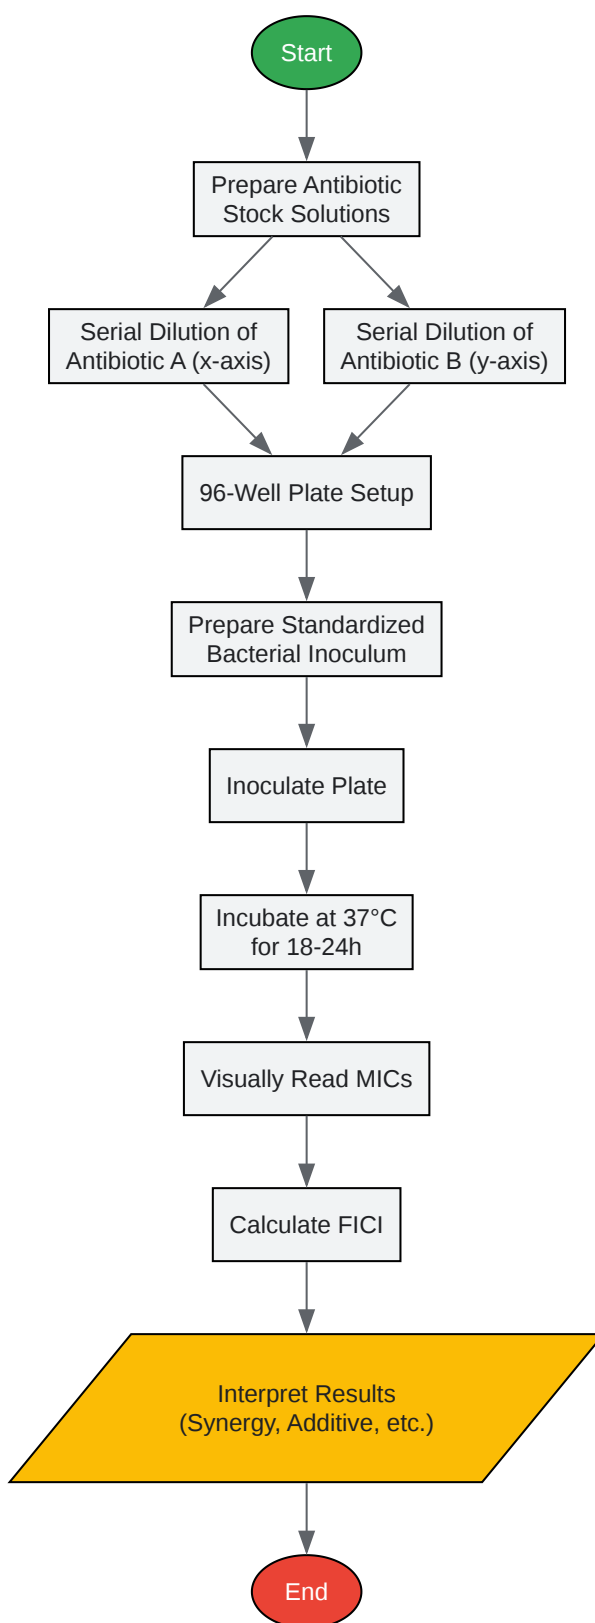 Start
Prepare Antibiotic
Stock Solutions
Serial Dilution of
Antibiotic A (x-axis)
Serial Dilution of
Antibiotic B (y-axis)
96-Well Plate Setup
Prepare Standardized
Bacterial Inoculum
Inoculate Plate
Incubate at 37°C
for 18-24h
Visually Read MICs
Calculate FICI
Interpret Results
(Synergy, Additive, etc.)
End